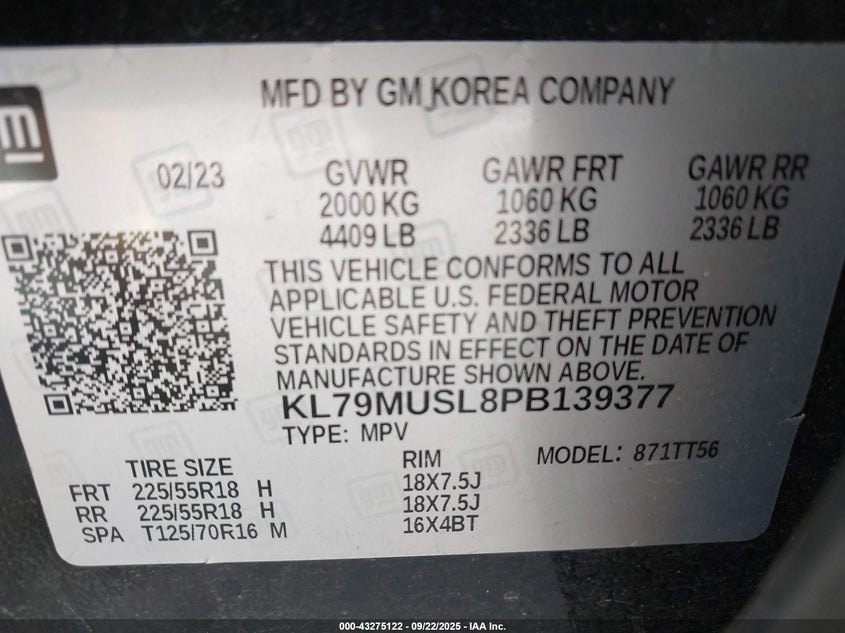 MFD BY GM KOREA COMPANY
02/23 GVWR GAWR FRT GAWR RR
2000 KG 1060 KG 1060 KG
4409 LB 2336 LB 2336 LB
THIS VEHICLE CONFORMS TO ALL
APPLICABLE U.S. FEDERAL MOTOR
VEHICLE SAFETY AND THEFT PREVENTION
STANDARDS IN EFFECT ON THE DATE OF
MANUFACTURE SHOWN ABOVE.
KL79MUSL8PB139377
TYPE: MPV MODEL: 871TT56
TIRE SIZE RIM
FRT 225/55R18 H 18X7.5J
RR 225/55R18 H 18X7.5J
SPA T125/70R16 M 16X4BT
000-43275122 - 09/22/2025 - IAA Inc.